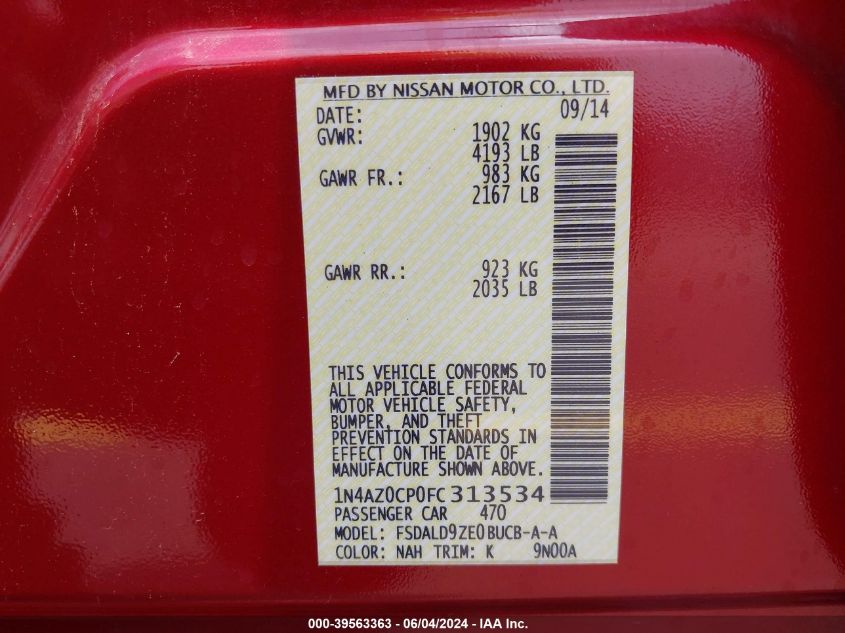 MFD BY NISSAN MOTOR CO., LTD.
DATE: 09/14
GVWR: 1902 KG
4193 LB
GAWR FR.: 983 KG
2167 LB
GAWR RR.: 923 KG
2035 LB
THIS VEHICLE CONFORMS TO
ALL APPLICABLE FEDERAL
MOTOR VEHICLE SAFETY,
BUMPER, AND THEFT
PREVENTION STANDARDS IN
EFFECT ON THE DATE OF
MANUFACTURE SHOWN ABOVE.
1N4AZ0CP0FC313534
PASSENGER CAR 470
MODEL: FSDALD9ZE0BUCB-A-A
COLOR: NAH TRIM: K 9N00A
000-39563363 - 06/04/2024 - IAA Inc.